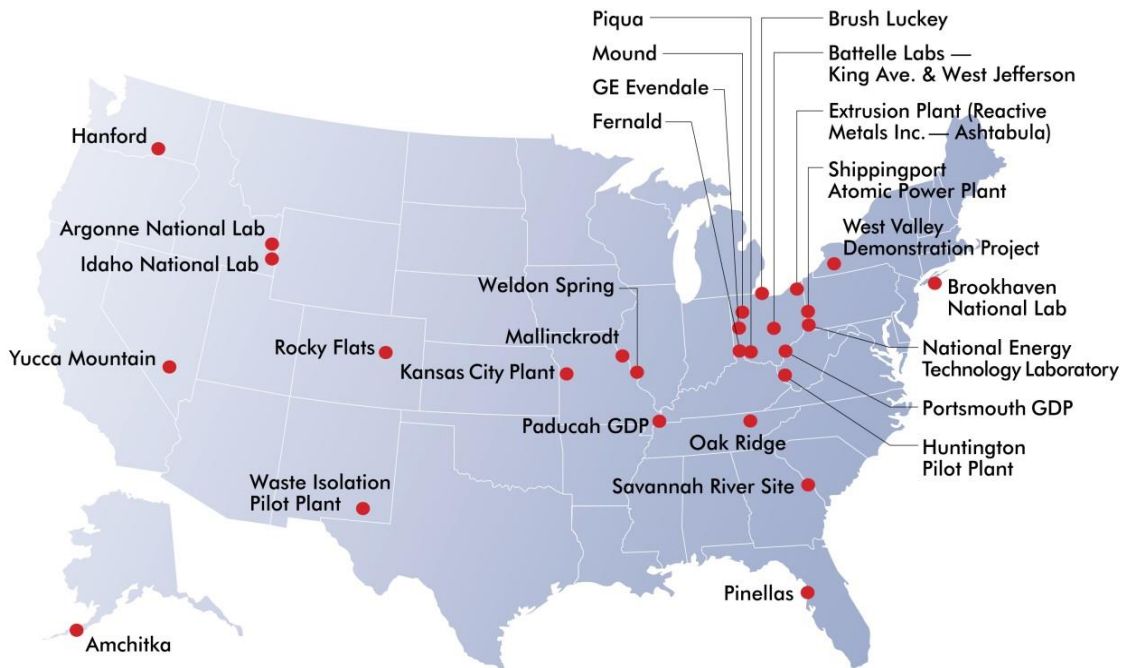 Piqua
Mound
GE Evendale
Fernald
Brush Luckey
Battelle Labs —
King Ave. & West Jefferson
Extrusion Plant (Reactive
Metals Inc. — Ashtabula)
Shippingport
Atomic Power Plant
West Valley
Demonstration Project
Brookhaven
National Lab
National Energy
Technology Laboratory
Portsmouth GDP
Huntington
Pilot Plant
Hanford
Argonne National Lab
Idaho National Lab
Weldon Spring
Mallinckrodt
Yucca Mountain
Rocky Flats
Kansas City Plant
Paducah GDP
Oak Ridge
Waste Isolation
Pilot Plant
Savannah River Site
Pinellas
Amchitka